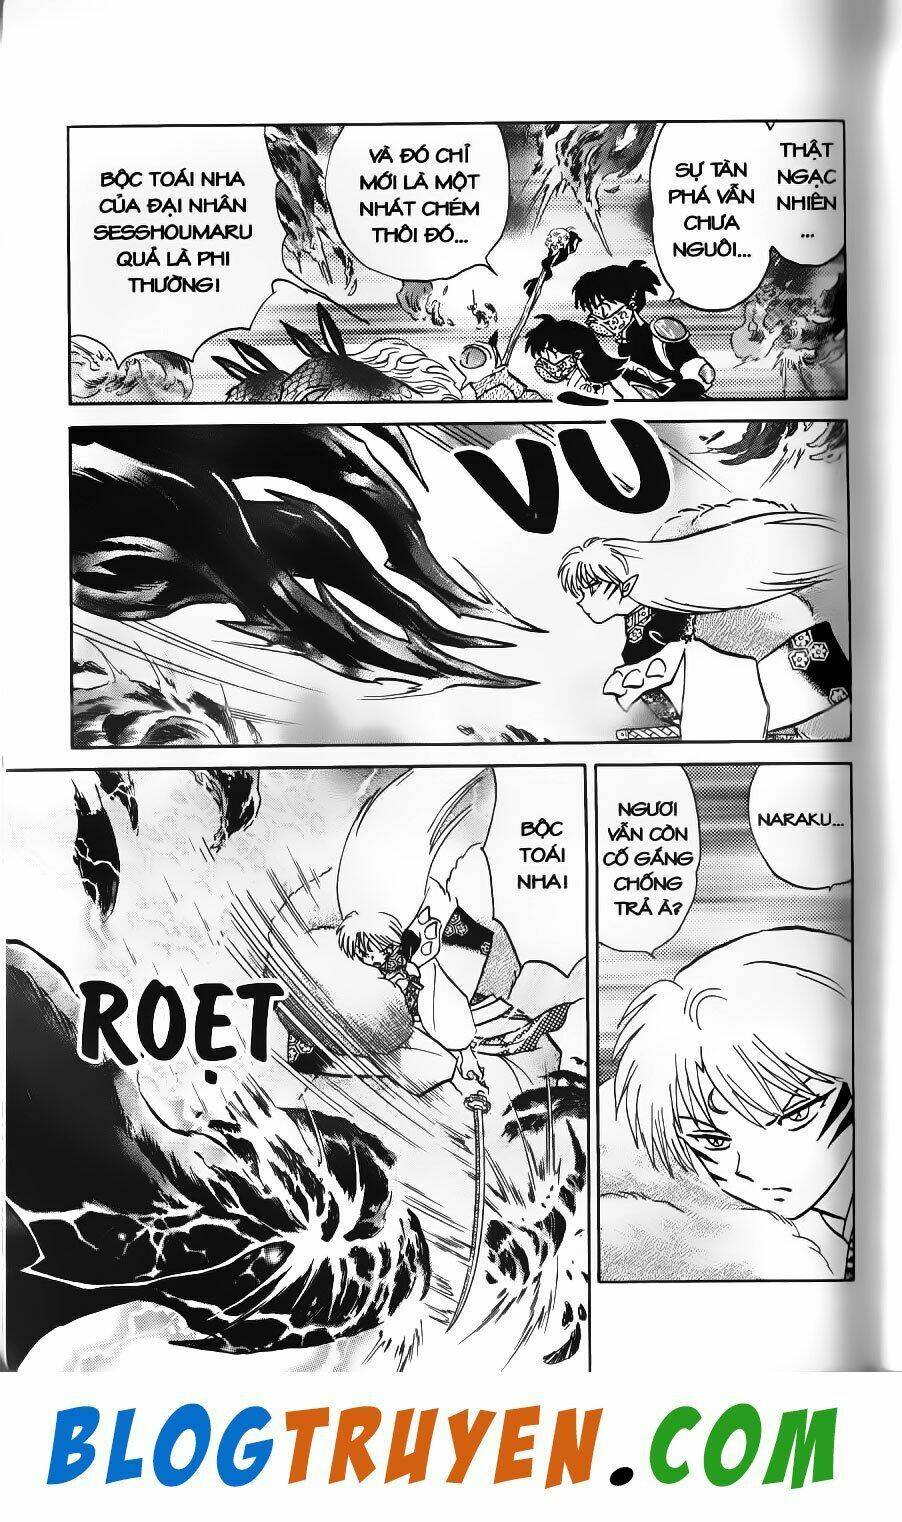 THẬT
NGẠC
NHIÊN
...
SỰ TÀN
PHÁ VẪN
CHƯA
NGUÔI...
VÀ ĐÓ CHỈ
MỚI LÀ MỘT
NHÁT CHÉM
THÔI ĐÓ...
BỘC TOÁI NHA
CỦA ĐẠI NHÂN
SESSHOUMARU
QUẢ LÀ PHI
THƯỜNG!
VÙ
NARAKU...
NGƯƠI
VẪN CÒN
CỐ GẮNG
CHỐNG
TRẢ À?
BỘC
TOÁI
NHA!
ROẸT
BLOGTRUYEN.COM